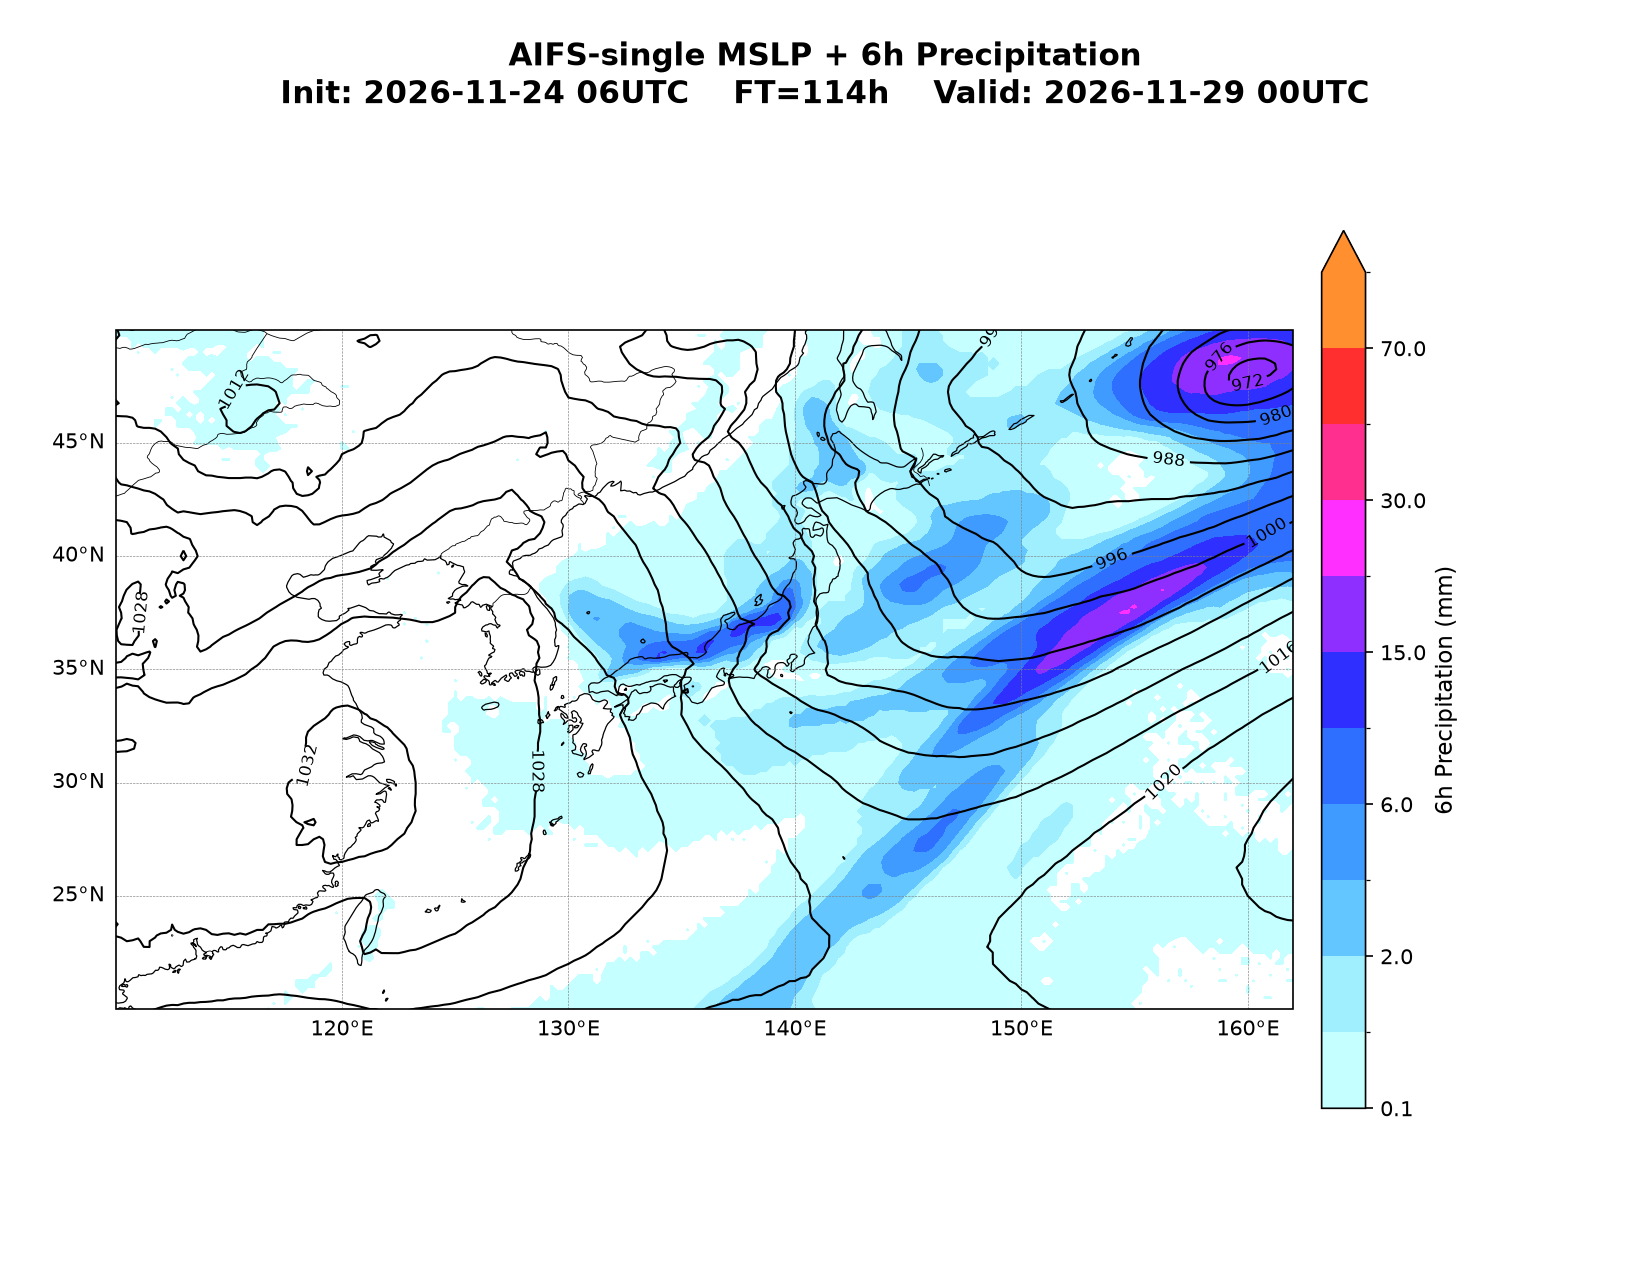 AIFS-single MSLP + 6h Precipitation
Init: 2026-11-24 06UTC    FT=114h    Valid: 2026-11-29 00UTC
976
972
980
988
1012
1000
996
1028
1016
1032
1028
1020
45°N
40°N
35°N
30°N
25°N
120°E
130°E
140°E
150°E
160°E
70.0
30.0
15.0
6.0
2.0
0.1
6h Precipitation (mm)